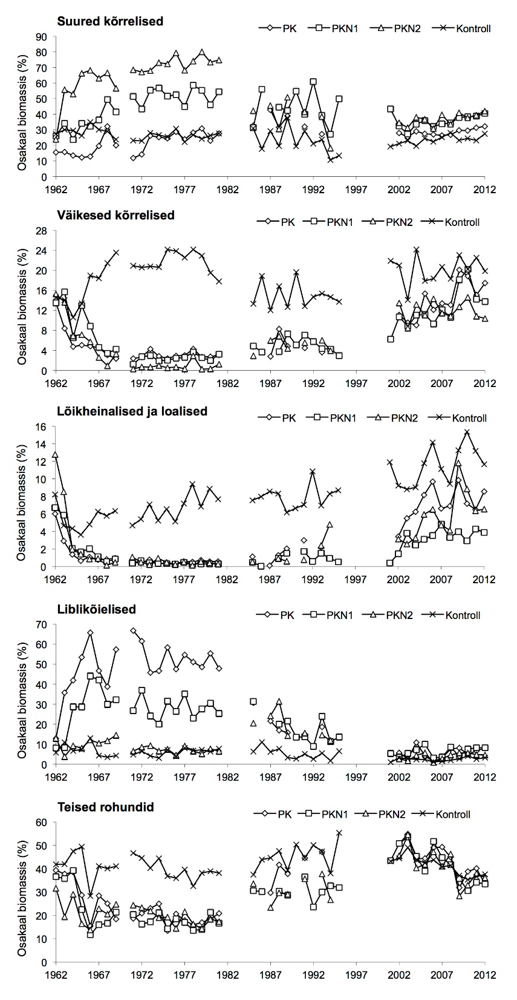 Suured kõrrelised
PK PKN1 PKN2 Kontroll
Osakaal biomassis (%)
90
80
70
60
50
40
30
20
10
0
1962 1967 1972 1977 1982 1987 1992 1997 2002 2007 2012
Väikesed kõrrelised
PK PKN1 PKN2 Kontroll
Osakaal biomassis (%)
28
24
20
16
12
8
4
0
1962 1967 1972 1977 1982 1987 1992 1997 2002 2007 2012
Lõikheinalised ja loalised
PK PKN1 PKN2 Kontroll
Osakaal biomassis (%)
16
14
12
10
8
6
4
2
0
1962 1967 1972 1977 1982 1987 1992 1997 2002 2007 2012
Liblikõielised
PK PKN1 PKN2 Kontroll
Osakaal biomassis (%)
70
60
50
40
30
20
10
0
1962 1967 1972 1977 1982 1987 1992 1997 2002 2007 2012
Teised rohundid
PK PKN1 PKN2 Kontroll
Osakaal biomassis (%)
60
50
40
30
20
10
0
1962 1967 1972 1977 1982 1987 1992 1997 2002 2007 2012